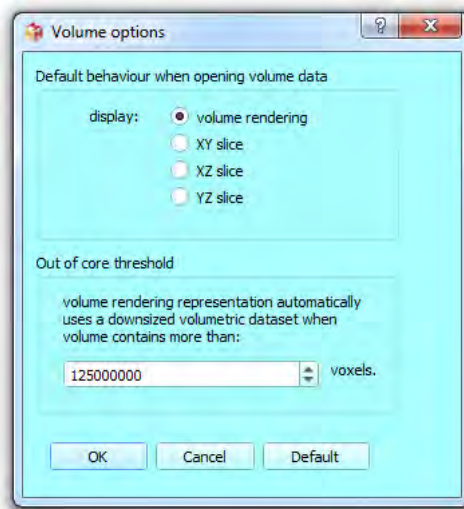 Volume options
Default behaviour when opening volume data
display:
volume rendering
XY slice
XZ slice
YZ slice
Out of core threshold
volume rendering representation automatically
uses a downsized volumetric dataset when
volume contains more than:
125000000 voxels.
OK Cancel Default